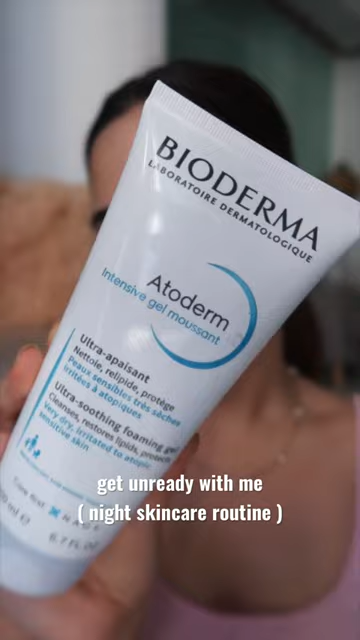 BIODERMA
LABORATOIRE DERMATOLOGIQUE
Atoderm
Intensive gel moussant
Ultra-apaisant
Nettoie, relipide, protège
Peaux sensibles très sèches
irritées à atopiques
Ultra-soothing foaming gel
Cleanses, restores lipids, protects
Very dry, irritated to atopic
sensitive skin
get unready with me
( night skincare routine )